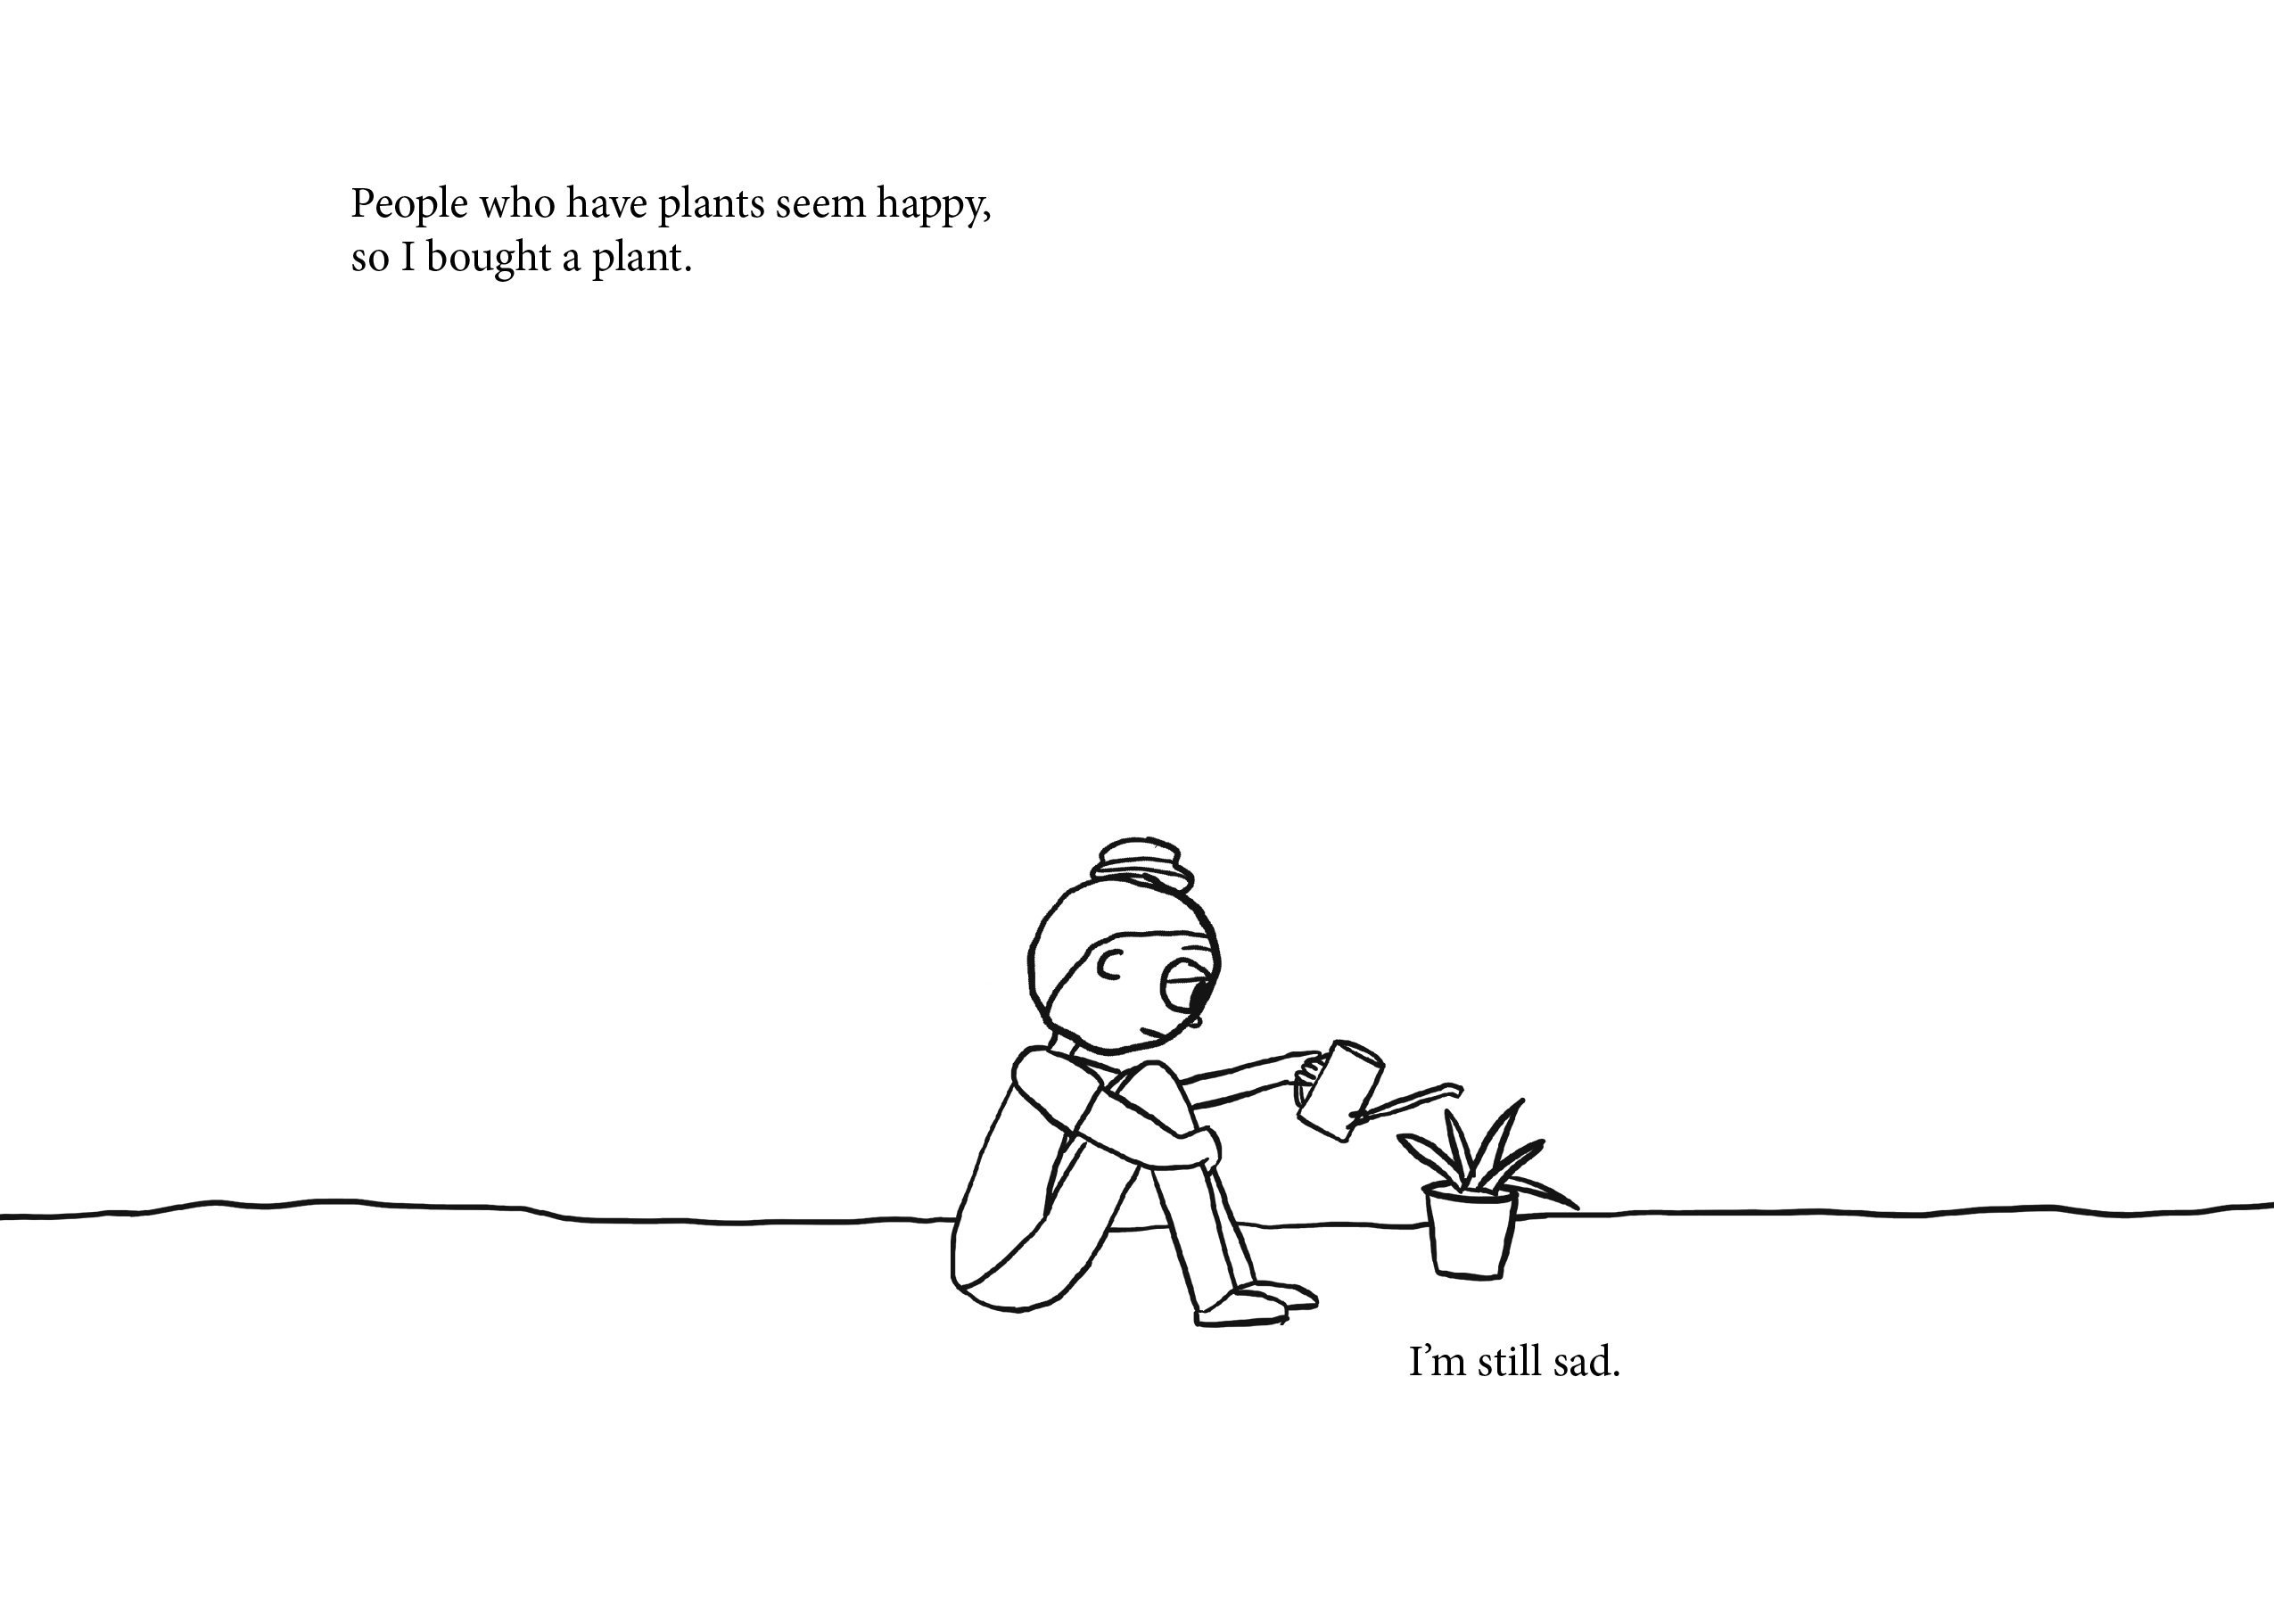 People who have plants seem happy,
so I bought a plant.
I’m still sad.